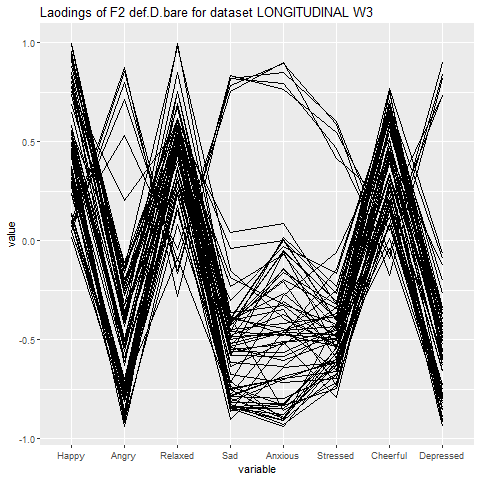 Laodings of F2 def.D.bare for dataset LONGITUDINAL W3
1.0
0.5
0.0
-0.5
-1.0
value
Happy Angry Relaxed Sad Anxious Stressed Cheerful Depressed
variable